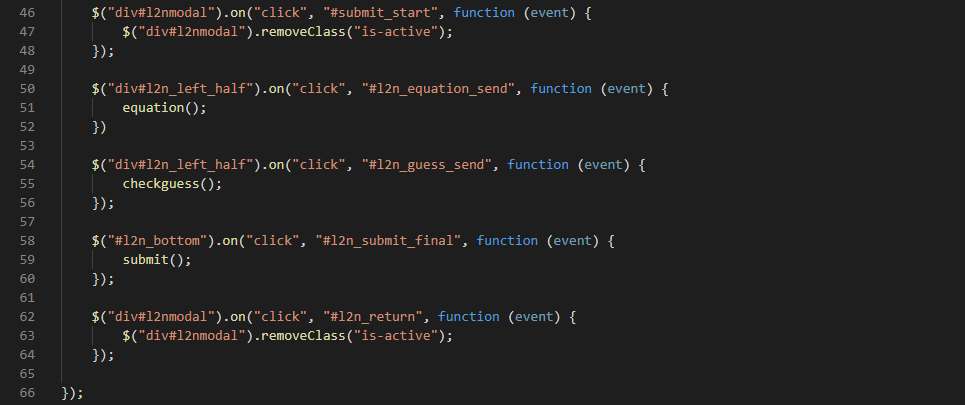 46 $("div#l2nmodal").on("click", "#submit_start", function (event) {
47 $("div#l2nmodal").removeClass("is-active");
48 });
49
50 $("div#l2n_left_half").on("click", "#l2n_equation_send", function (event) {
51 equation();
52 })
53
54 $("div#l2n_left_half").on("click", "#l2n_guess_send", function (event) {
55 checkguess();
56 });
57
58 $("#l2n_bottom").on("click", "#l2n_submit_final", function (event) {
59 submit();
60 });
61
62 $("div#l2nmodal").on("click", "#l2n_return", function (event) {
63 $("div#l2nmodal").removeClass("is-active");
64 });
65
66 });